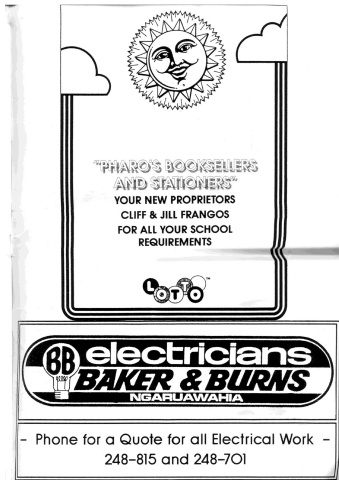 "PHARO'S BOOKSELLERS
AND STATIONERS"
YOUR NEW PROPRIETORS
CLIFF & JILL FRANGOS
FOR ALL YOUR SCHOOL
REQUIREMENTS
LOTTO™
BB electricians
BAKER & BURNS
NGARUAWAHIA
- Phone for a Quote for all Electrical Work -
248-815 and 248-701